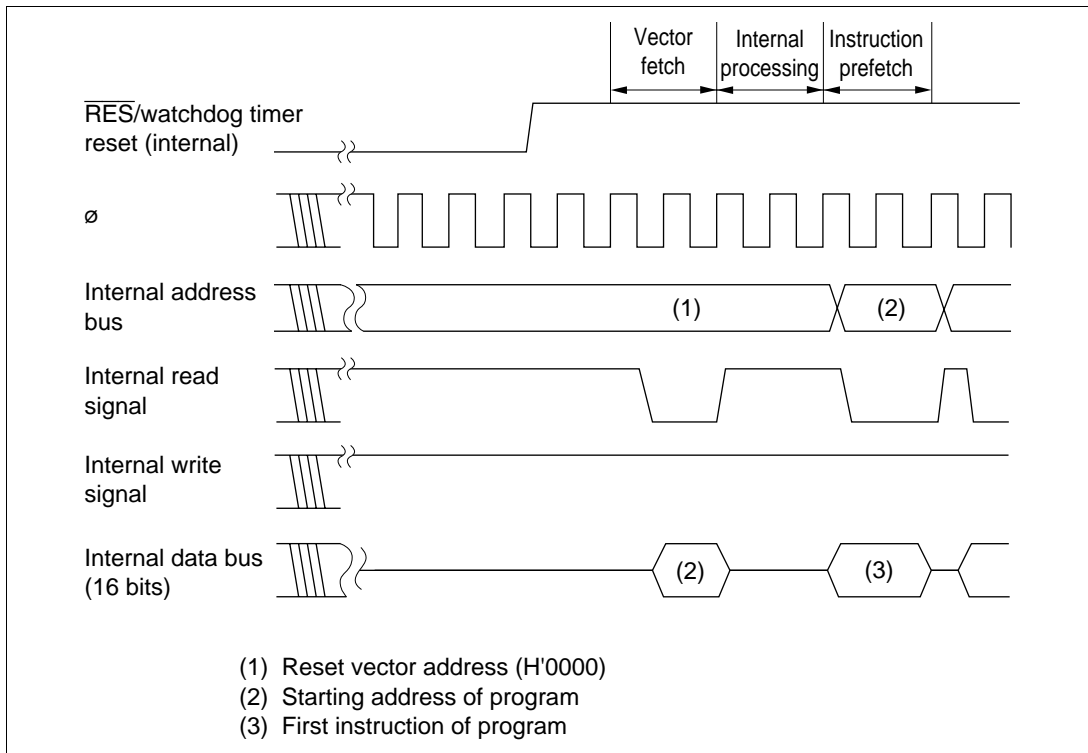 Vector
fetch
Internal
processing
Instruction
prefetch
RES/watchdog timer
reset (internal)
ø
Internal address
bus
(1)
(2)
Internal read
signal
Internal write
signal
Internal data bus
(16 bits)
(2)
(3)
(1) Reset vector address (H'0000)
(2) Starting address of program
(3) First instruction of program